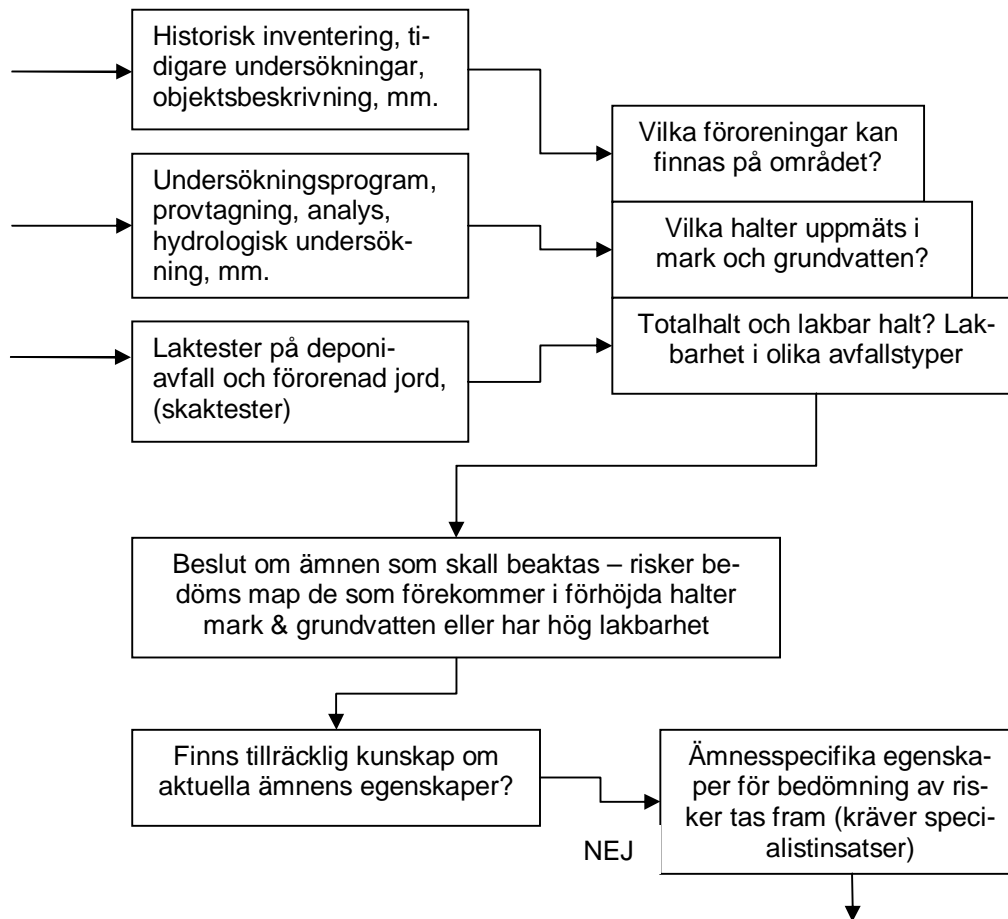 Historisk inventering, ti-
digare undersökningar,
objektsbeskrivning, mm.
Vilka föroreningar kan
finnas på området?
Undersökningsprogram,
provtagning, analys,
hydrologisk undersök-
ning, mm.
Vilka halter uppmäts i
mark och grundvatten?
Laktester på deponi-
avfall och förorenad jord,
(skaktester)
Totalhalt och lakbar halt? Lak-
barhet i olika avfallstyper
Beslut om ämnen som skall beaktas – risker be-
döms map de som förekommer i förhöjda halter
mark & grundvatten eller har hög lakbarhet
Finns tillräcklig kunskap om
aktuella ämnens egenskaper?
NEJ
Ämnesspecifika egenska-
per för bedömning av ris-
ker tas fram (kräver speci-
alistinsatser)